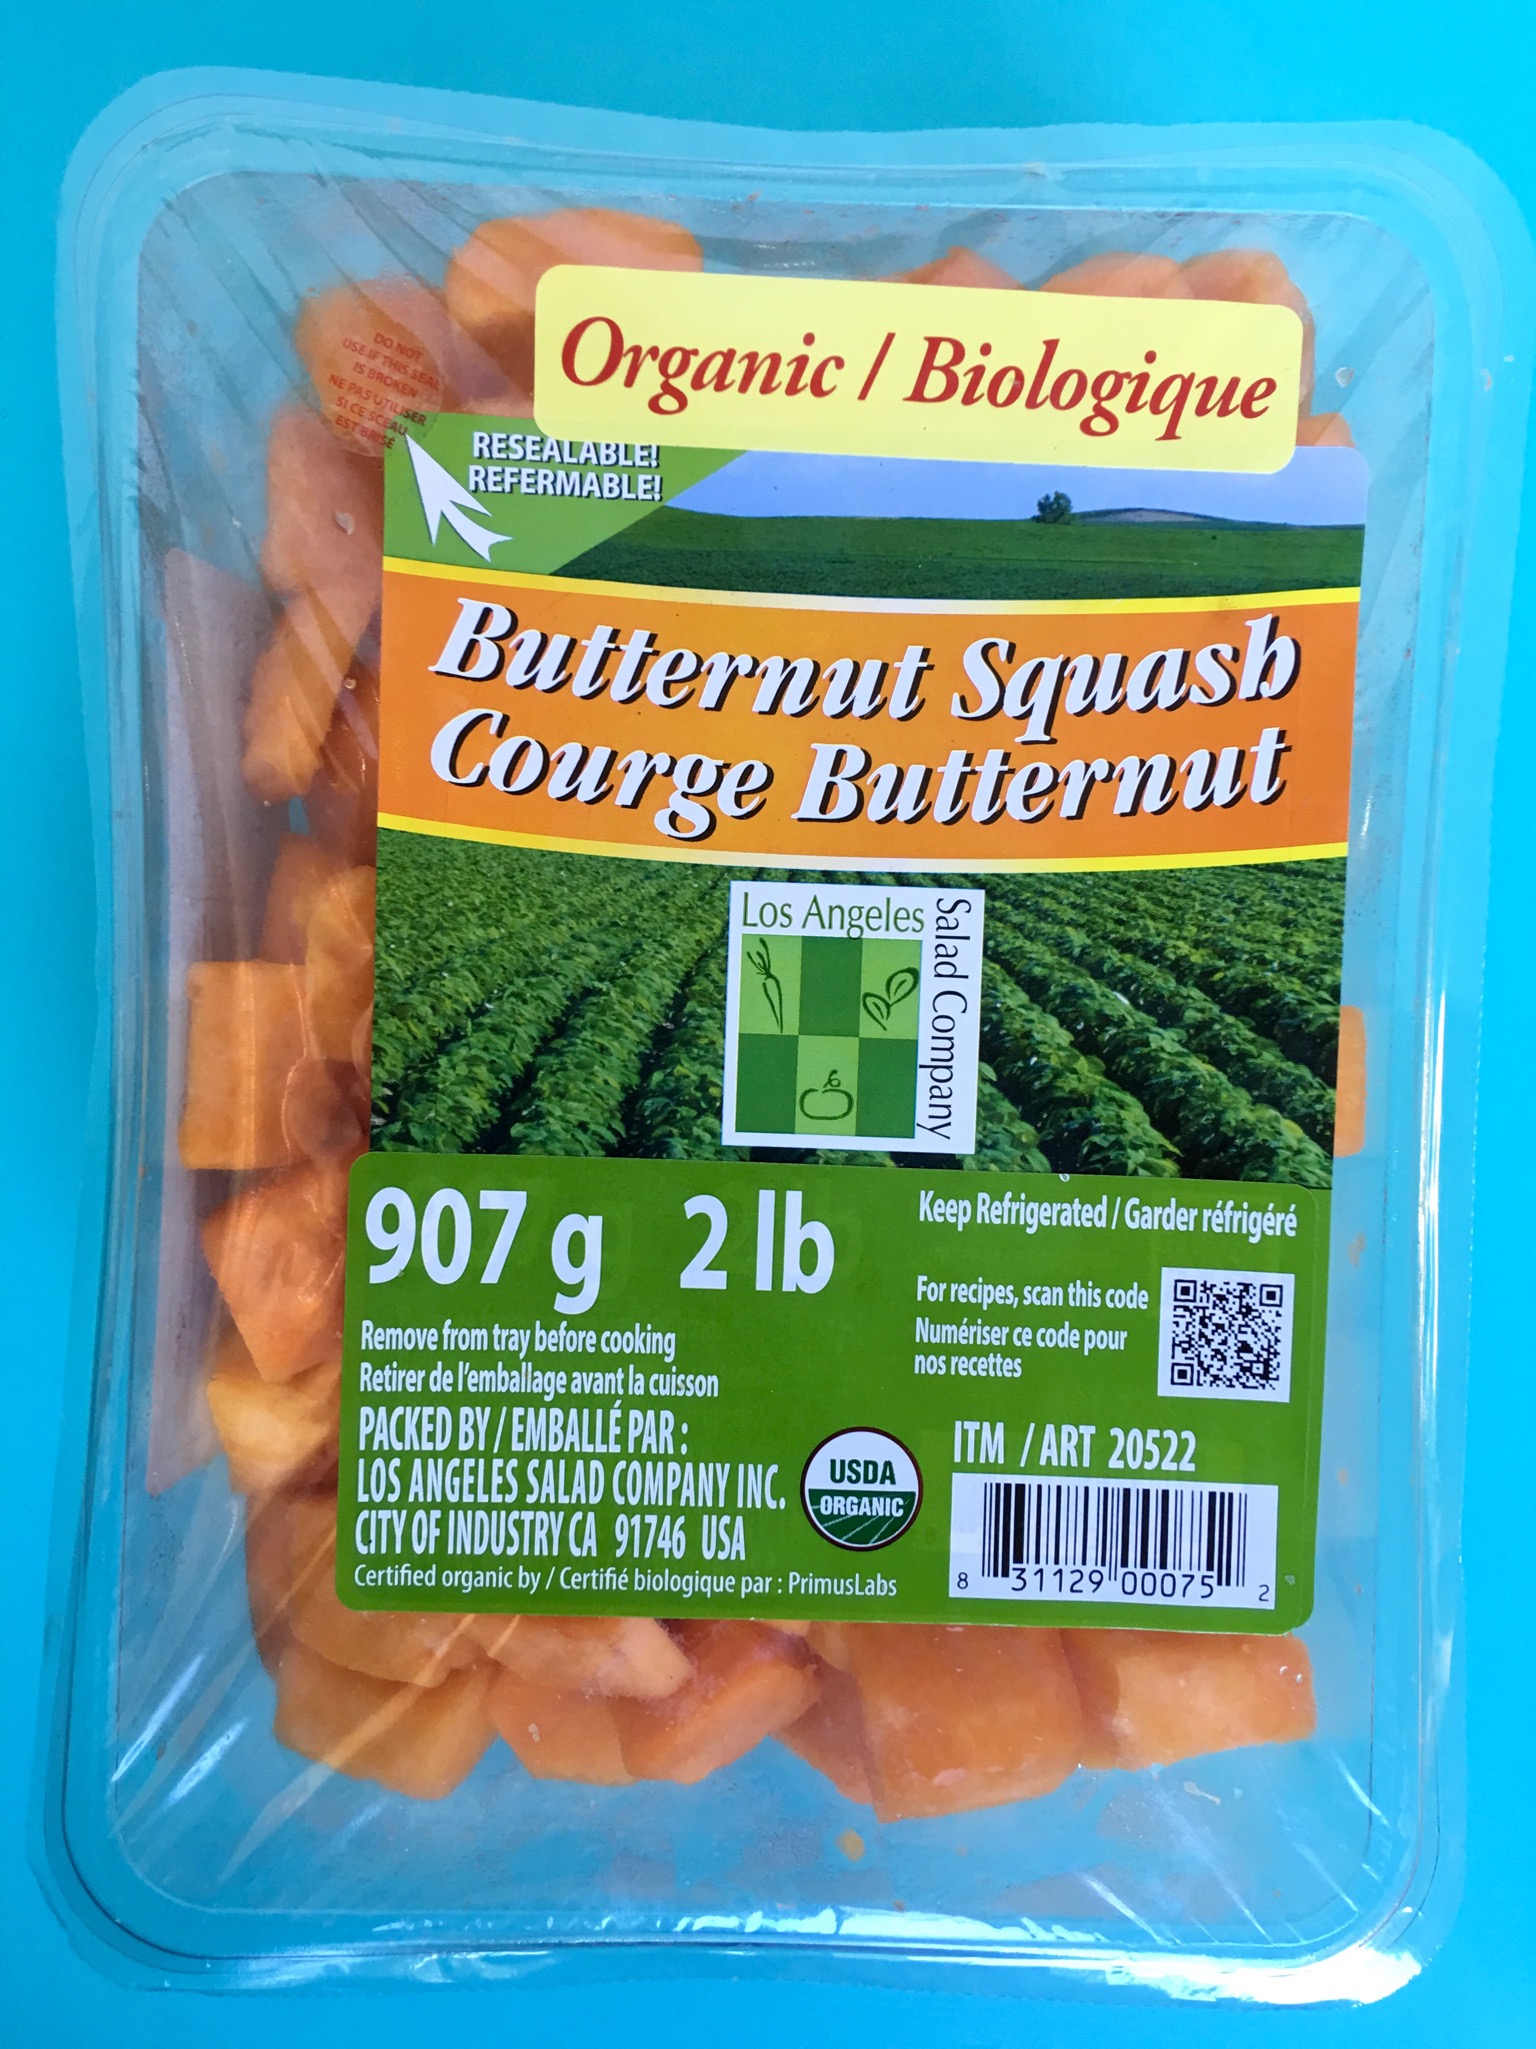 Organic / Biologique
DO NOT
USE IF THIS SEAL
IS BROKEN
NE PAS UTILISER
SI CE SCEAU
EST BRISÉ
RESEALABLE!
REFERMABLE!
Butternut Squash
Courge Butternut
Los Angeles
Salad Company
907 g 2 lb
Keep Refrigerated / Garder réfrigéré
For recipes, scan this code
Numériser ce code pour
nos recettes
Remove from tray before cooking
Retirer de l'emballage avant la cuisson
PACKED BY / EMBALLÉ PAR :
LOS ANGELES SALAD COMPANY INC.
CITY OF INDUSTRY CA 91746 USA
Certified organic by / Certifié biologique par : PrimusLabs
USDA
ORGANIC
ITM / ART 20522
8 31129 00075 2